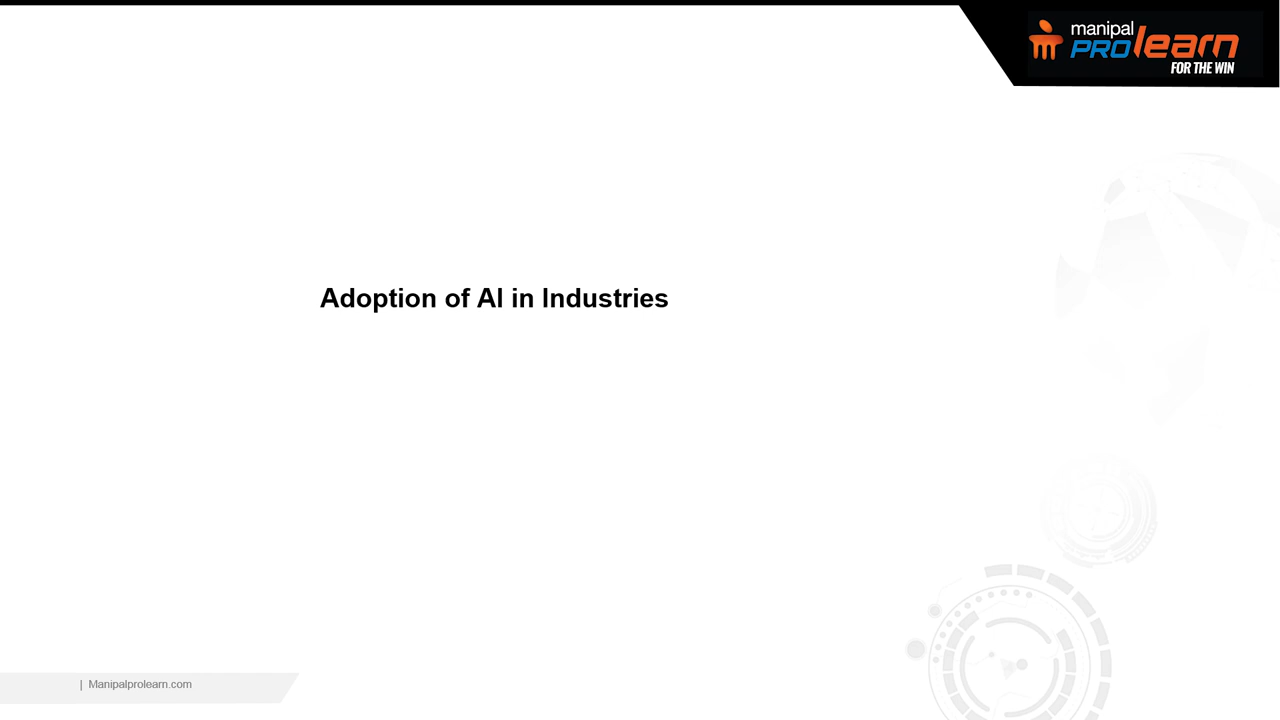 manipal
PROlearn
FOR THE WIN
Adoption of AI in Industries
| Manipalprolearn.com